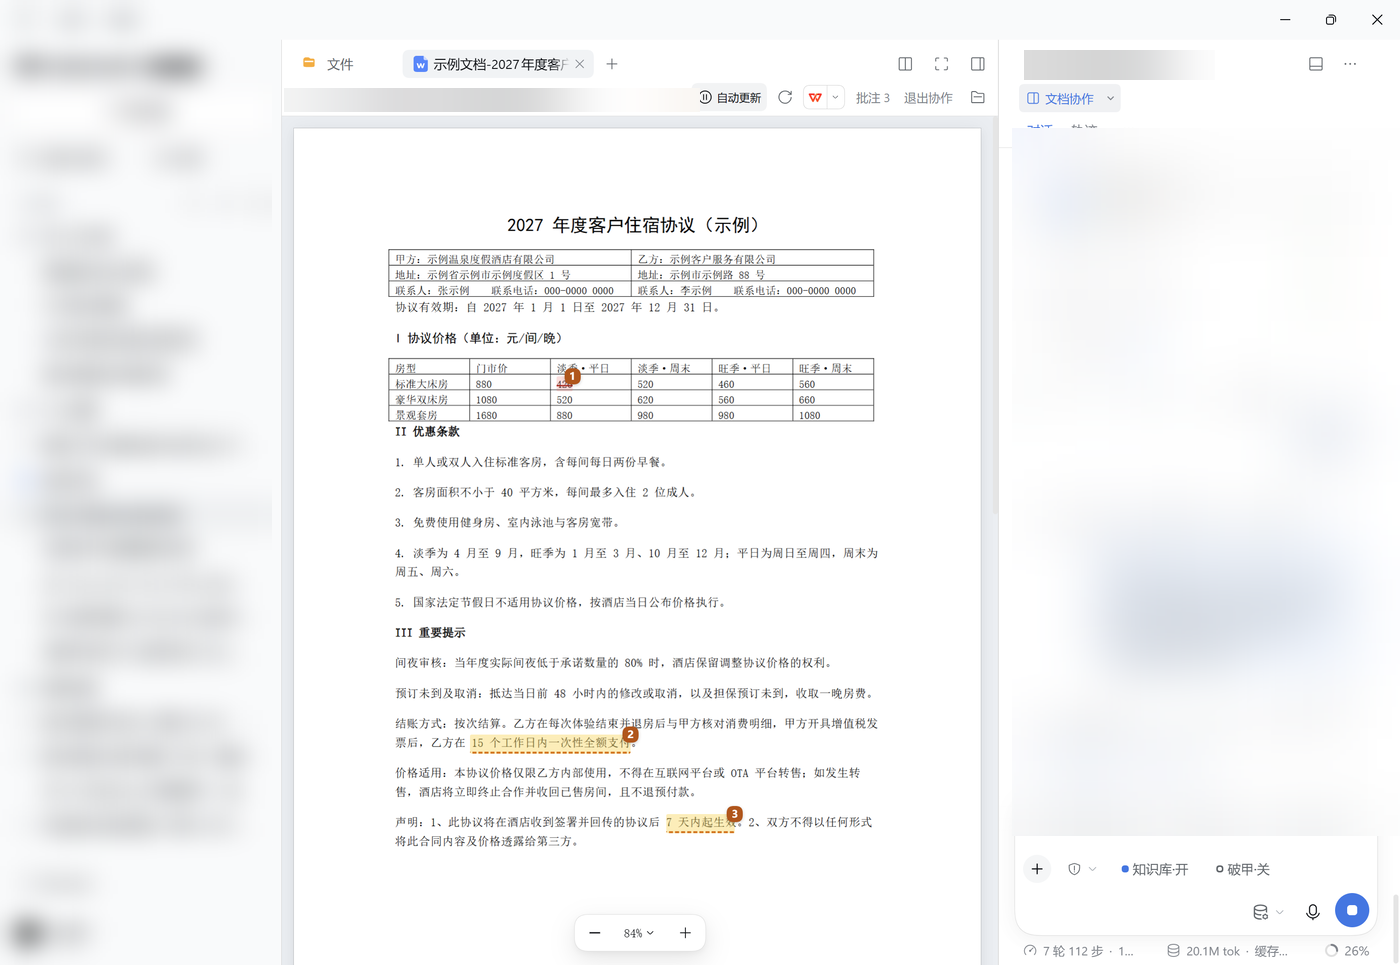 文件
示例文档-2027年度客户
自动更新
批注 3
退出协作
文档协作
2027 年度客户住宿协议（示例）
甲方：示例温泉度假酒店有限公司 乙方：示例客户服务有限公司
地址：示例省示例市示例度假区 1 号 地址：示例市示例路 88 号
联系人：张示例 联系电话：000-0000 0000 联系人：李示例 联系电话：000-0000 0000
协议有效期：自 2027 年 1 月 1 日至 2027 年 12 月 31 日。
I 协议价格（单位：元/间/晚）
房型 门市价 淡季·平日 淡季·周末 旺季·平日 旺季·周末
1
标准大床房 880 520 460 560
豪华双床房 1080 520 620 560 660
景观套房 1680 880 980 980 1080
II 优惠条款
1. 单人或双人入住标准客房，含每间每日两份早餐。
2. 客房面积不小于 40 平方米，每间最多入住 2 位成人。
3. 免费使用健身房、室内泳池与客房宽带。
4. 淡季为 4 月至 9 月，旺季为 1 月至 3 月、10 月至 12 月；平日为周日至周四，周末为
周五、周六。
5. 国家法定节假日不适用协议价格，按酒店当日公布价格执行。
III 重要提示
间夜审核：当年度实际间夜低于承诺数量的 80% 时，酒店保留调整协议价格的权利。
预订未到及取消：抵达当日前 48 小时内的修改或取消，以及担保预订未到，收取一晚房费。
结账方式：按次结算。乙方在每次体验结束并退房后与甲方核对消费明细，甲方开具增值税发
票后，乙方在 15 个工作日内一次性全额支付。
2
价格适用：本协议价格仅限乙方内部使用，不得在互联网平台或 OTA 平台转售；如发生转
售，酒店将立即终止合作并收回已售房间，且不退预付款。
声明：1、此协议将在酒店收到签署并回传的协议后 7 天内起生效。2、双方不得以任何形式
3
将此合同内容及价格透露给第三方。
84%
知识库·开
破甲·关
7 轮 112 步 · 1...
20.1M tok · 缓存...
26%